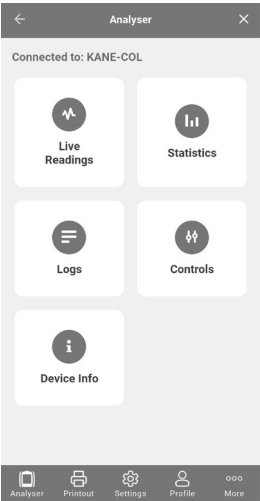 Analyser
Connected to: KANE-COL
Live
Readings
Statistics
Logs
Controls
Device Info
Analyser Printout Settings Profile More